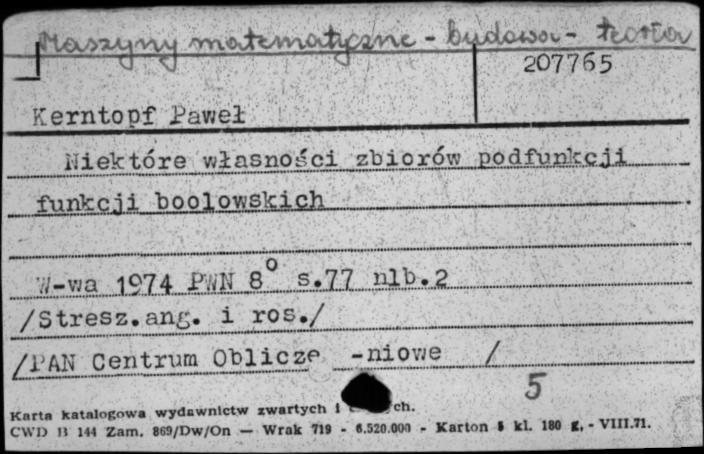 Maszyny matematyczne - budowa - teoria
207765
Kerntopf Paweł
Niektóre własności zbiorów podfunkcji
funkcji boolowskich
W-wa 1974 PWN 8° s.77 nlb.2
/Stresz.ang. i ros./
/PAN Centrum Oblicze -niowe /
5
Karta katalogowa wydawnictw zwartych i ch.
CWD B 144 Zam. 869/Dw/On — Wrak 719 - 6.520.000 - Karton 5 kl. 180 g, - VIII.71.